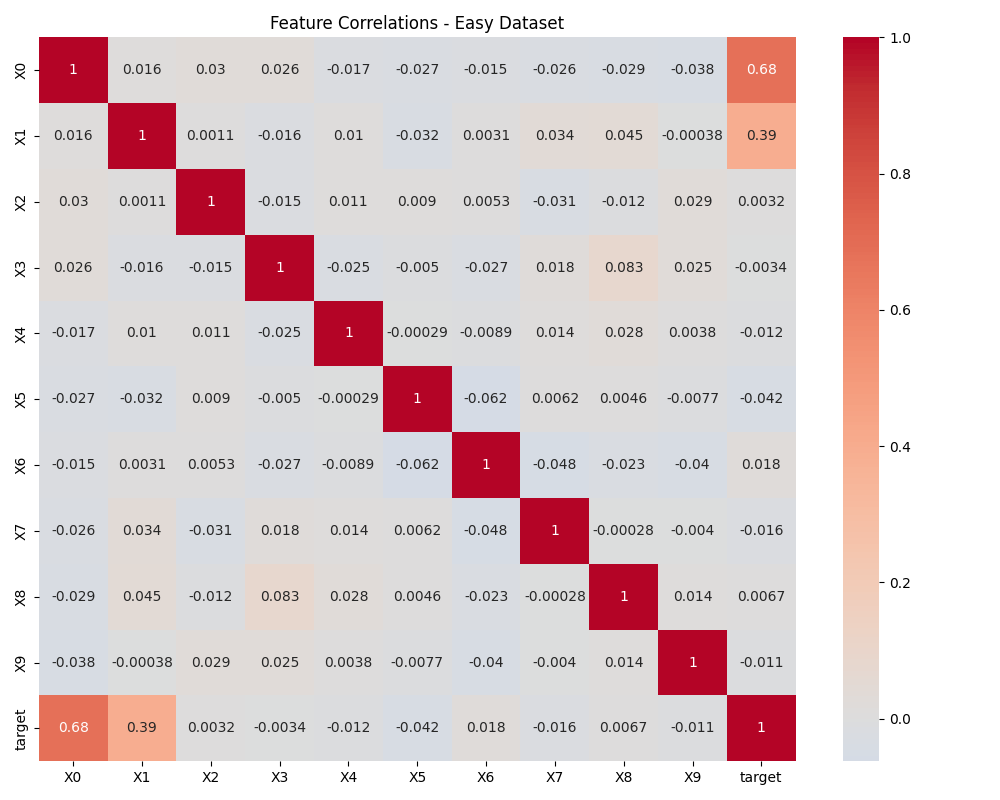 Feature Correlations - Easy Dataset
X0 1 0.016 0.03 0.026 -0.017 -0.027 -0.015 -0.026 -0.029 -0.038 0.68
X1 0.016 1 0.0011 -0.016 0.01 -0.032 0.0031 0.034 0.045 -0.00038 0.39
X2 0.03 0.0011 1 -0.015 0.011 0.009 0.0053 -0.031 -0.012 0.029 0.0032
X3 0.026 -0.016 -0.015 1 -0.025 -0.005 -0.027 0.018 0.083 0.025 -0.0034
X4 -0.017 0.01 0.011 -0.025 1 -0.00029 -0.0089 0.014 0.028 0.0038 -0.012
X5 -0.027 -0.032 0.009 -0.005 -0.00029 1 -0.062 0.0062 0.0046 -0.0077 -0.042
X6 -0.015 0.0031 0.0053 -0.027 -0.0089 -0.062 1 -0.048 -0.023 -0.04 0.018
X7 -0.026 0.034 -0.031 0.018 0.014 0.0062 -0.048 1 -0.00028 -0.004 -0.016
X8 -0.029 0.045 -0.012 0.083 0.028 0.0046 -0.023 -0.00028 1 0.014 0.0067
X9 -0.038 -0.00038 0.029 0.025 0.0038 -0.0077 -0.04 -0.004 0.014 1 -0.011
target 0.68 0.39 0.0032 -0.0034 -0.012 -0.042 0.018 -0.016 0.0067 -0.011 1
X0 X1 X2 X3 X4 X5 X6 X7 X8 X9 target
1.0
0.8
0.6
0.4
0.2
0.0